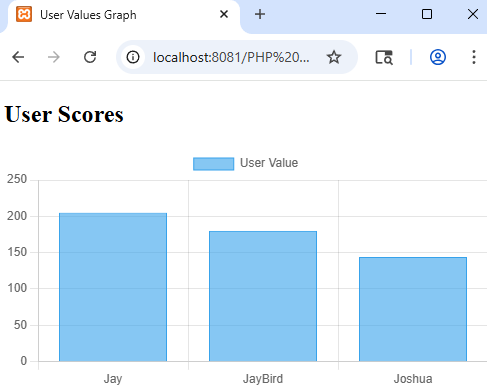 User Values Graph
localhost:8081/PHP%20...
User Scores
User Value
250
200
150
100
50
0
Jay JayBird Joshua